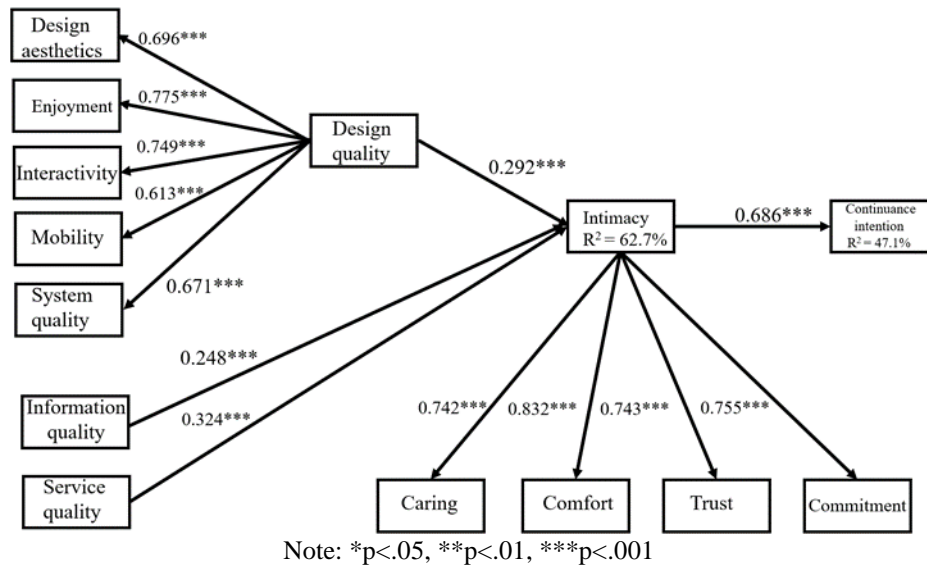 Design
aesthetics
0.696***
Enjoyment
0.775***
Interactivity
0.749***
0.613***
Mobility
System
quality
0.671***
Design
quality
0.292***
Intimacy
R² = 62.7%
0.686***
Continuance
intention
R² = 47.1%
0.248***
Information
quality
0.324***
Service
quality
0.742***
0.832***
0.743***
0.755***
Caring
Comfort
Trust
Commitment
Note: *p<.05, **p<.01, ***p<.001